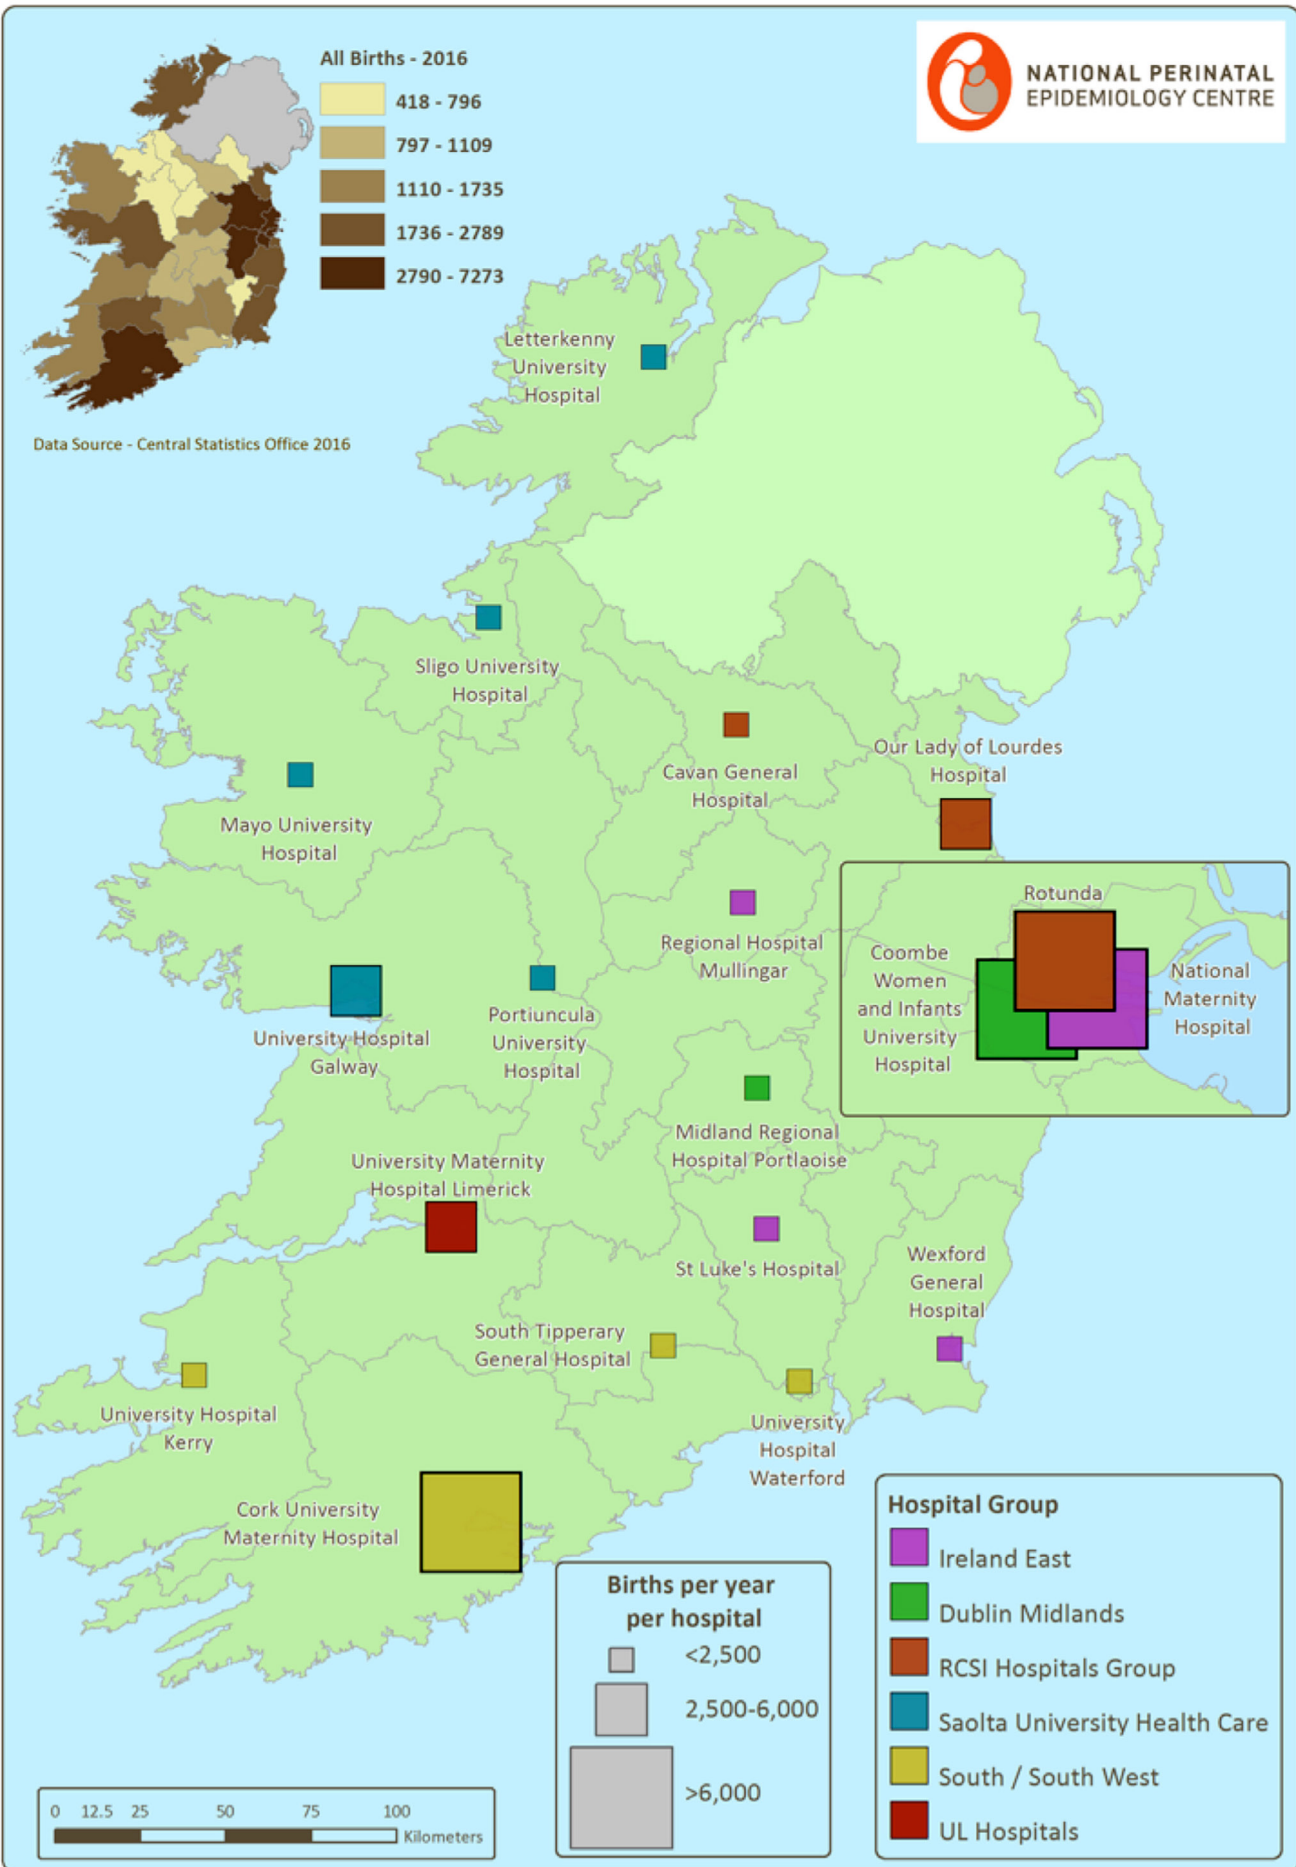 All Births - 2016
418 - 796
797 - 1109
1110 - 1735
1736 - 2789
2790 - 7273
Data Source - Central Statistics Office 2016
NATIONAL PERINATAL
EPIDEMIOLOGY CENTRE
Letterkenny
University
Hospital
Sligo University
Hospital
Cavan General
Hospital
Our Lady of Lourdes
Hospital
Mayo University
Hospital
Regional Hospital
Mullingar
Rotunda
Coombe
Women
and Infants
University
Hospital
National
Maternity
Hospital
University Hospital
Galway
Portiuncula
University
Hospital
Midland Regional
Hospital Portlaoise
University Maternity
Hospital Limerick
St Luke's Hospital
Wexford
General
Hospital
South Tipperary
General Hospital
University Hospital
Kerry
University
Hospital
Waterford
Cork University
Maternity Hospital
Births per year
per hospital
<2,500
2,500-6,000
>6,000
Hospital Group
Ireland East
Dublin Midlands
RCSI Hospitals Group
Saolta University Health Care
South / South West
UL Hospitals
0 12.5 25 50 75 100
Kilometers